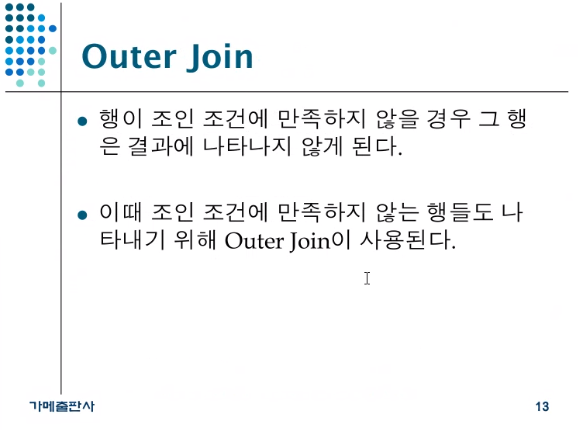 Outer Join
행이 조인 조건에 만족하지 않을 경우 그 행
은 결과에 나타나지 않게 된다.
이때 조인 조건에 만족하지 않는 행들도 나
타내기 위해 Outer Join이 사용된다.
가메출판사
13